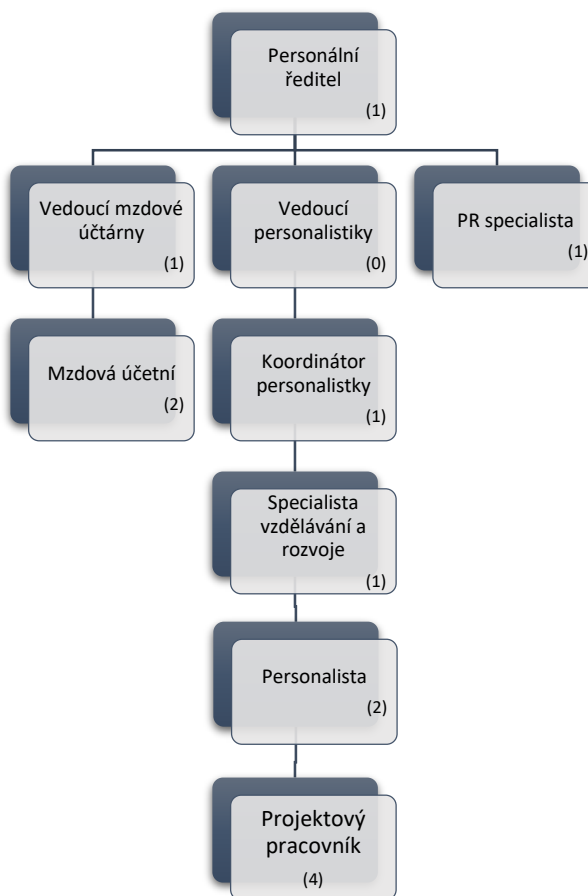 Personální
ředitel
(1)
Vedoucí mzdové
účtárny
(1)
Vedoucí
personalistiky
(0)
PR specialista
(1)
Mzdová účetní
(2)
Koordinátor
personalistky
(1)
Specialista
vzdělávání a
rozvoje
(1)
Personalista
(2)
Projektový
pracovník
(4)